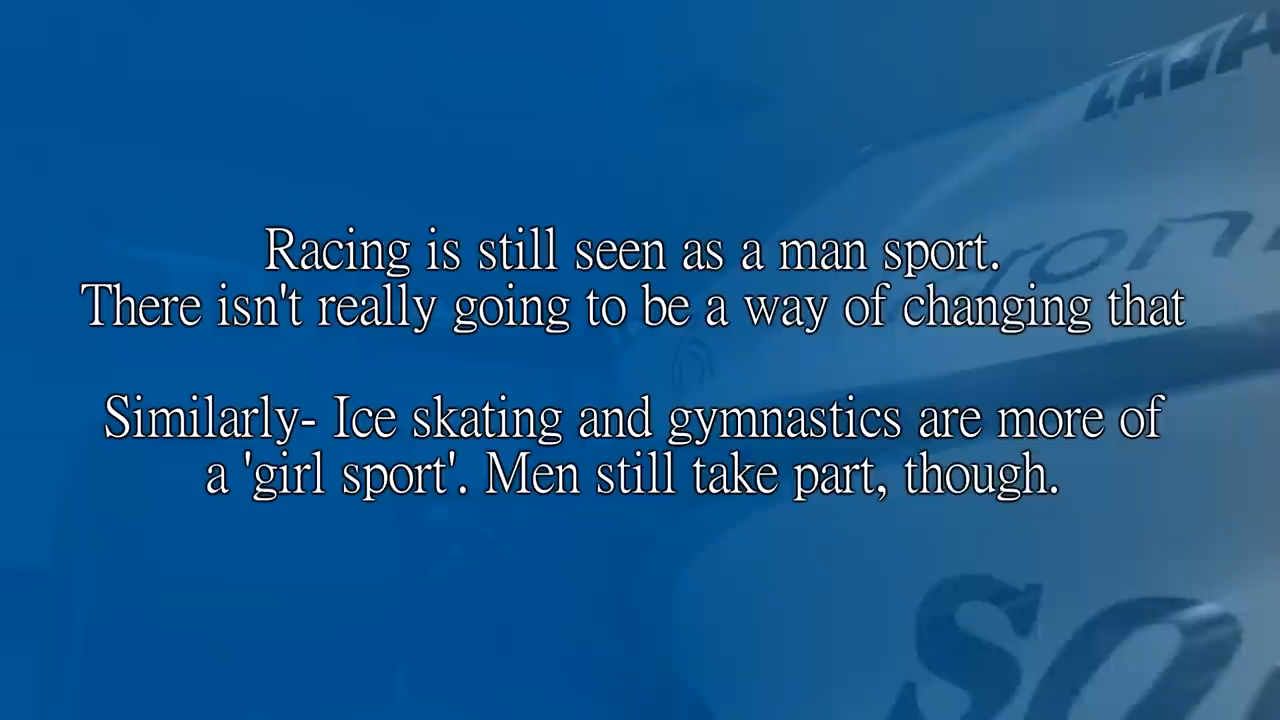 Racing is still seen as a man sport.
There isn't really going to be a way of changing that
Similarly- Ice skating and gymnastics are more of
a 'girl sport'. Men still take part, though.